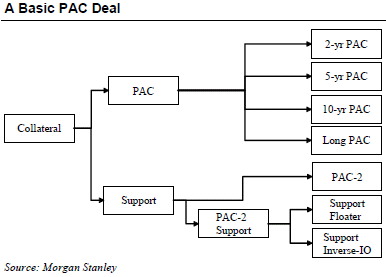 A Basic PAC Deal
2-yr PAC
PAC
5-yr PAC
10-yr PAC
Collateral
Long PAC
PAC-2
Support
PAC-2
Support
Support
Floater
Support
Inverse-IO
Source: Morgan Stanley